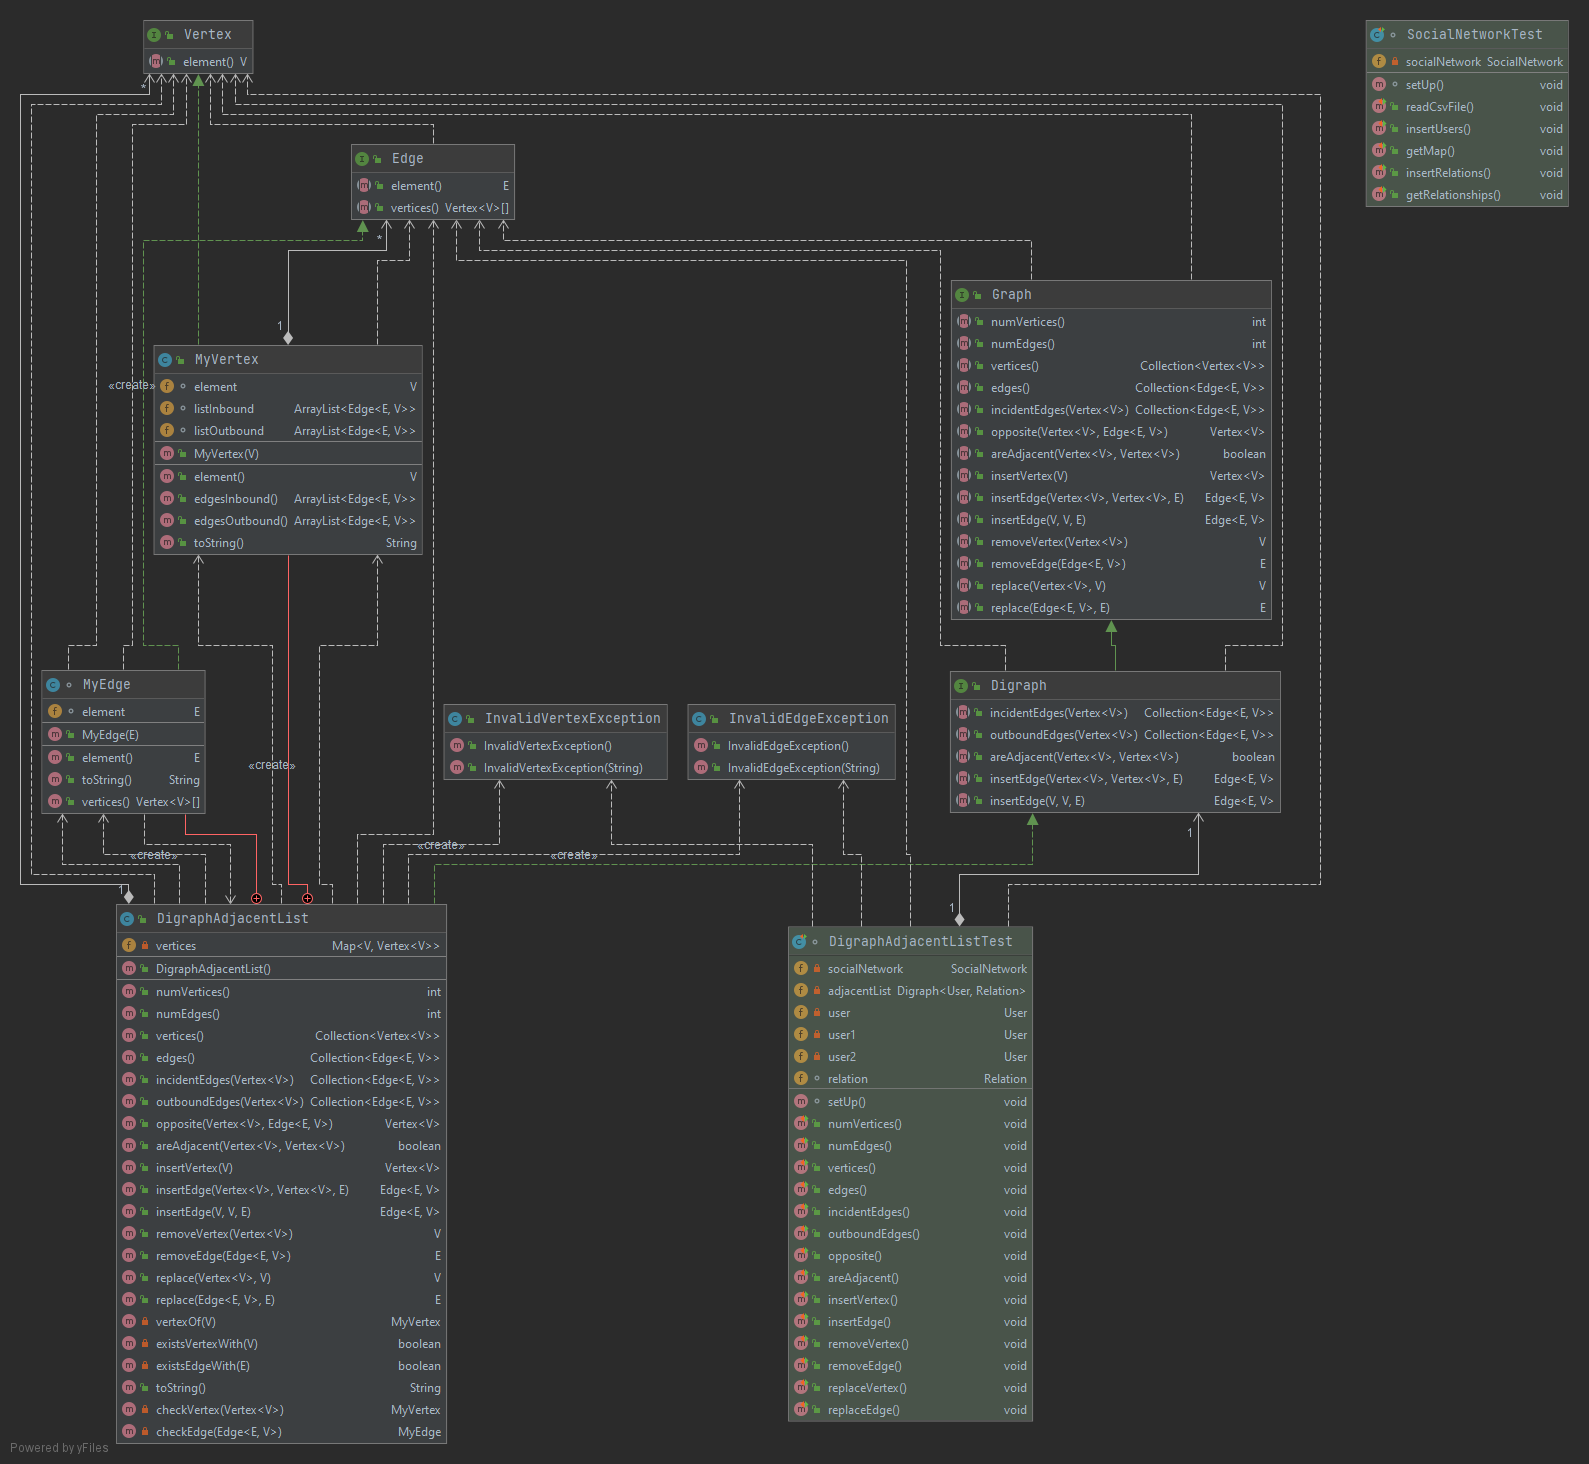 Vertex
element() V
SocialNetworkTest
socialNetwork SocialNetwork
setUp() void
readCsvFile() void
insertUsers() void
getMap() void
insertRelations() void
getRelationships() void
*
Edge
element() E
vertices() Vertex<V>[]
*
1
Graph
numVertices() int
numEdges() int
vertices() Collection<Vertex<V>>
edges() Collection<Edge<E, V>>
incidentEdges(Vertex<V>) Collection<Edge<E, V>>
opposite(Vertex<V>, Edge<E, V>) Vertex<V>
areAdjacent(Vertex<V>, Vertex<V>) boolean
insertVertex(V) Vertex<V>
insertEdge(Vertex<V>, Vertex<V>, E) Edge<E, V>
insertEdge(V, V, E) Edge<E, V>
removeVertex(Vertex<V>) V
removeEdge(Edge<E, V>) E
replace(Vertex<V>, V) V
replace(Edge<E, V>, E) E
MyVertex
element V
listInbound ArrayList<Edge<E, V>>
listOutbound ArrayList<Edge<E, V>>
MyVertex(V)
element() V
edgesInbound() ArrayList<Edge<E, V>>
edgesOutbound() ArrayList<Edge<E, V>>
toString() String
«create»
MyEdge
element E
MyEdge(E)
element() E
toString() String
vertices() Vertex<V>[]
«create»
InvalidVertexException
InvalidVertexException()
InvalidVertexException(String)
InvalidEdgeException
InvalidEdgeException()
InvalidEdgeException(String)
Digraph
incidentEdges(Vertex<V>) Collection<Edge<E, V>>
outboundEdges(Vertex<V>) Collection<Edge<E, V>>
areAdjacent(Vertex<V>, Vertex<V>) boolean
insertEdge(Vertex<V>, Vertex<V>, E) Edge<E, V>
insertEdge(V, V, E) Edge<E, V>
1
«create»
«create»
«create»
1
1
DigraphAdjacentList
vertices Map<V, Vertex<V>>
DigraphAdjacentList()
numVertices() int
numEdges() int
vertices() Collection<Vertex<V>>
edges() Collection<Edge<E, V>>
incidentEdges(Vertex<V>) Collection<Edge<E, V>>
outboundEdges(Vertex<V>) Collection<Edge<E, V>>
opposite(Vertex<V>, Edge<E, V>) Vertex<V>
areAdjacent(Vertex<V>, Vertex<V>) boolean
insertVertex(V) Vertex<V>
insertEdge(Vertex<V>, Vertex<V>, E) Edge<E, V>
insertEdge(V, V, E) Edge<E, V>
removeVertex(Vertex<V>) V
removeEdge(Edge<E, V>) E
replace(Vertex<V>, V) V
replace(Edge<E, V>, E) E
vertexOf(V) MyVertex
existsVertexWith(V) boolean
existsEdgeWith(E) boolean
toString() String
checkVertex(Vertex<V>) MyVertex
checkEdge(Edge<E, V>) MyEdge
DigraphAdjacentListTest
socialNetwork SocialNetwork
adjacentList Digraph<User, Relation>
user User
user1 User
user2 User
relation Relation
setUp() void
numVertices() void
numEdges() void
vertices() void
edges() void
incidentEdges() void
outboundEdges() void
opposite() void
areAdjacent() void
insertVertex() void
insertEdge() void
removeVertex() void
removeEdge() void
replaceVertex() void
replaceEdge() void
Powered by yFiles